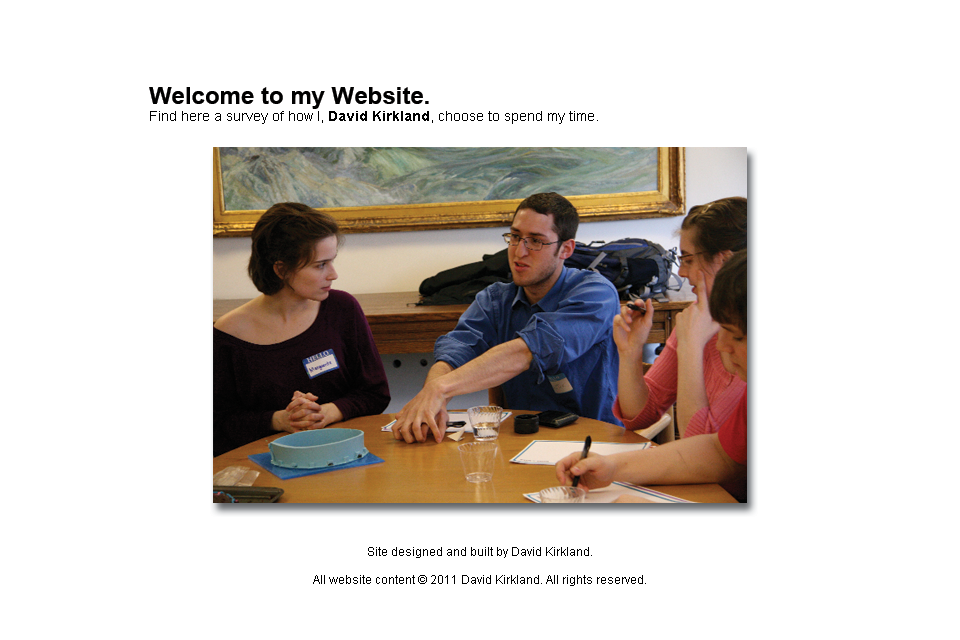 Welcome to my Website.
Find here a survey of how I, David Kirkland, choose to spend my time.
HELLO
Margarita
Site designed and built by David Kirkland.
All website content © 2011 David Kirkland. All rights reserved.